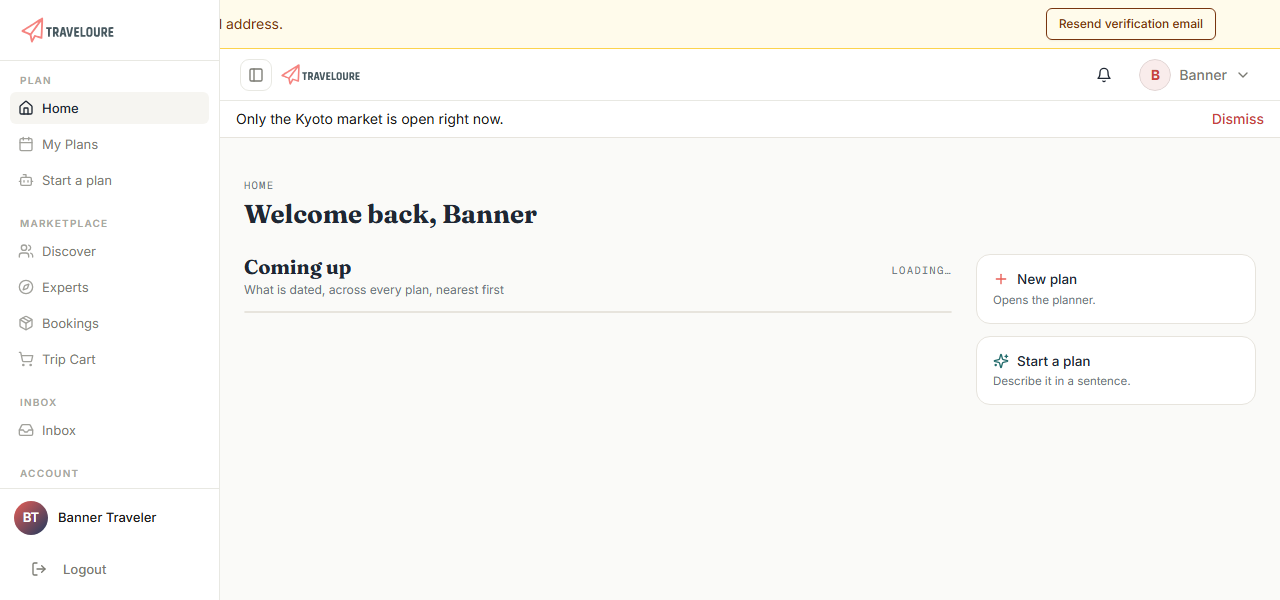 TRAVELOURE
address.
Resend verification email
PLAN
Home
My Plans
Start a plan
MARKETPLACE
Discover
Experts
Bookings
Trip Cart
INBOX
Inbox
ACCOUNT
BT
Banner Traveler
Logout
TRAVELOURE
B
Banner
Only the Kyoto market is open right now.
Dismiss
HOME
Welcome back, Banner
Coming up
LOADING…
What is dated, across every plan, nearest first
New plan
Opens the planner.
Start a plan
Describe it in a sentence.